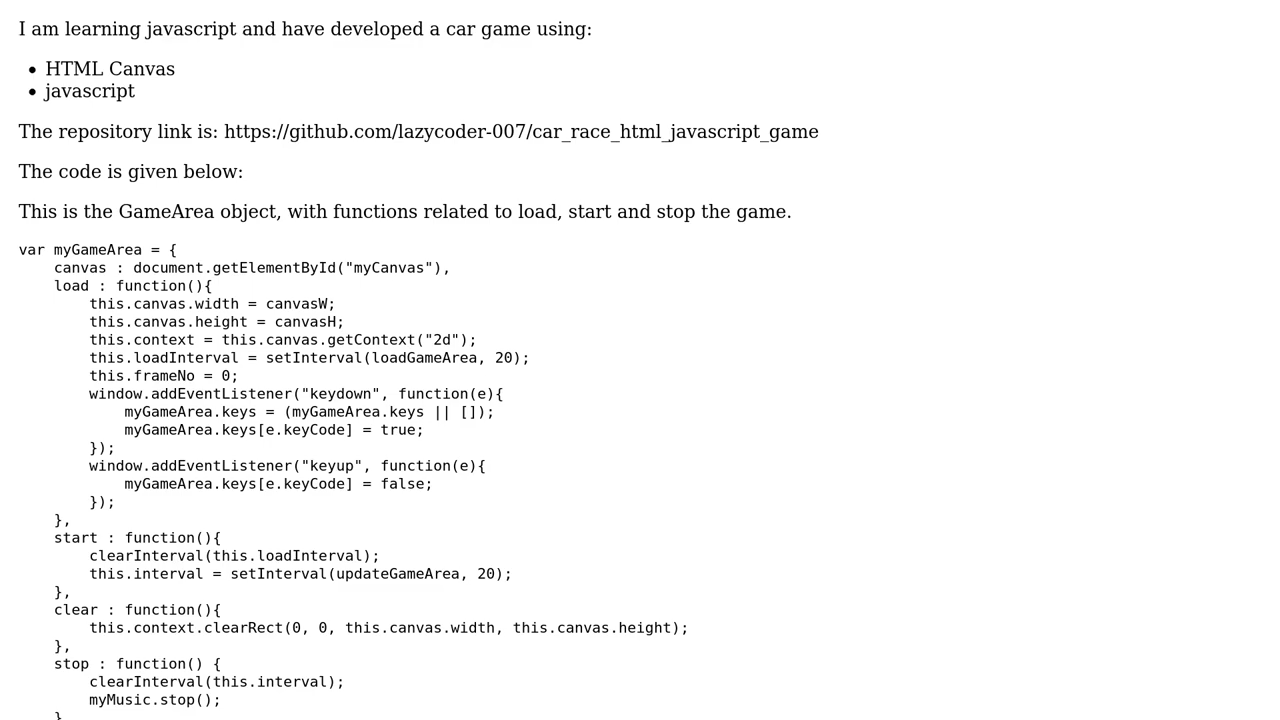 I am learning javascript and have developed a car game using:
• HTML Canvas
• javascript
The repository link is: https://github.com/lazycoder-007/car_race_html_javascript_game
The code is given below:
This is the GameArea object, with functions related to load, start and stop the game.
var myGameArea = {
    canvas : document.getElementById("myCanvas"),
    load : function(){
        this.canvas.width = canvasW;
        this.canvas.height = canvasH;
        this.context = this.canvas.getContext("2d");
        this.loadInterval = setInterval(loadGameArea, 20);
        this.frameNo = 0;
        window.addEventListener("keydown", function(e){
            myGameArea.keys = (myGameArea.keys || []);
            myGameArea.keys[e.keyCode] = true;
        });
        window.addEventListener("keyup", function(e){
            myGameArea.keys[e.keyCode] = false;
        });
    },
    start : function(){
        clearInterval(this.loadInterval);
        this.interval = setInterval(updateGameArea, 20);
    },
    clear : function(){
        this.context.clearRect(0, 0, this.canvas.width, this.canvas.height);
    },
    stop : function() {
        clearInterval(this.interval);
        myMusic.stop();
    }